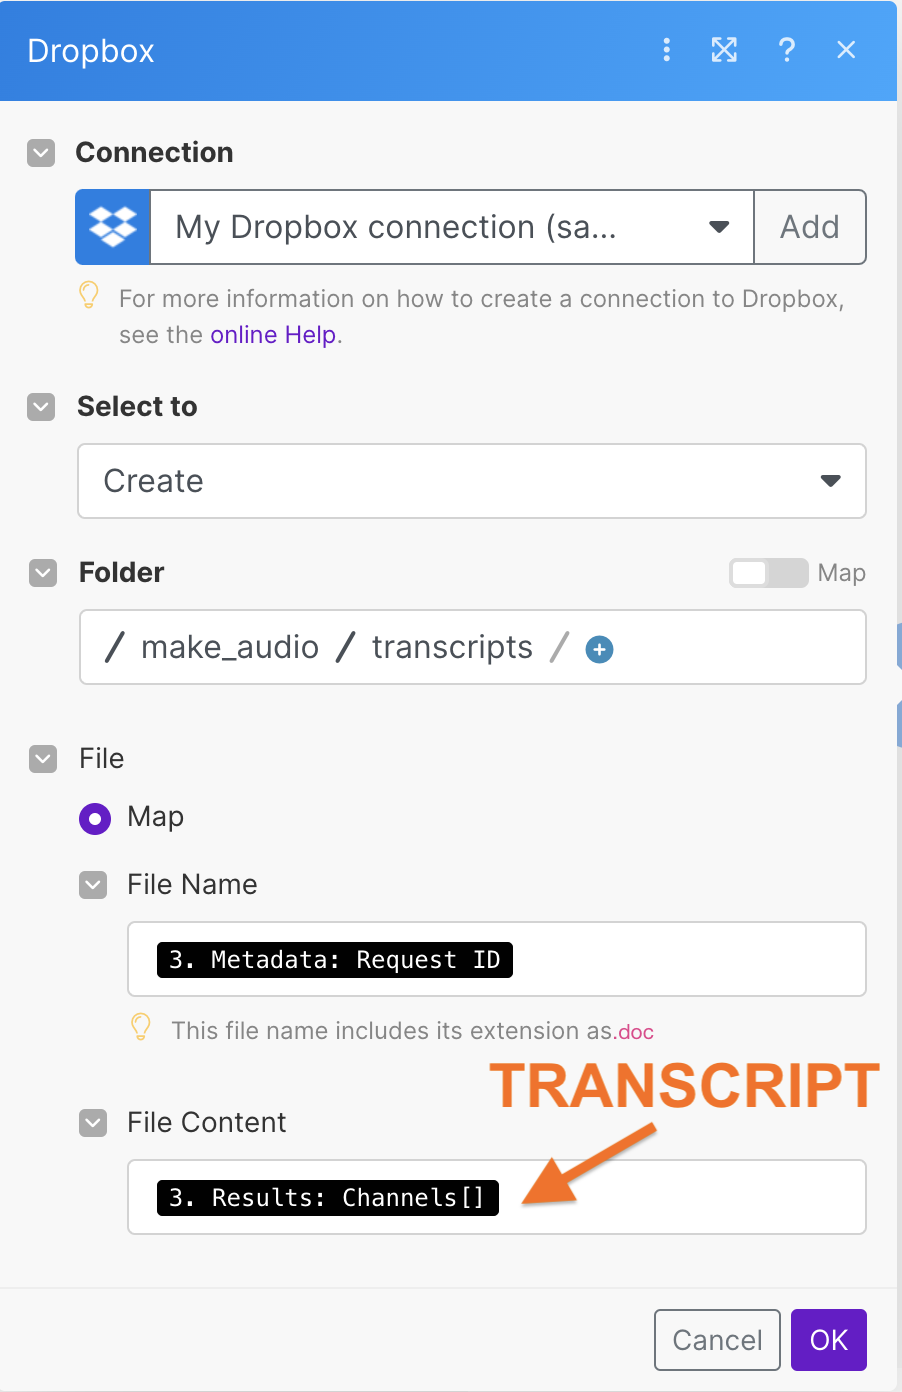 Dropbox
Connection
My Dropbox connection (sa...
Add
For more information on how to create a connection to Dropbox,
see the online Help.
Select to
Create
Folder
Map
/ make_audio / transcripts /
File
Map
File Name
3. Metadata: Request ID
This file name includes its extension as.doc
TRANSCRIPT
File Content
3. Results: Channels[]
Cancel
OK